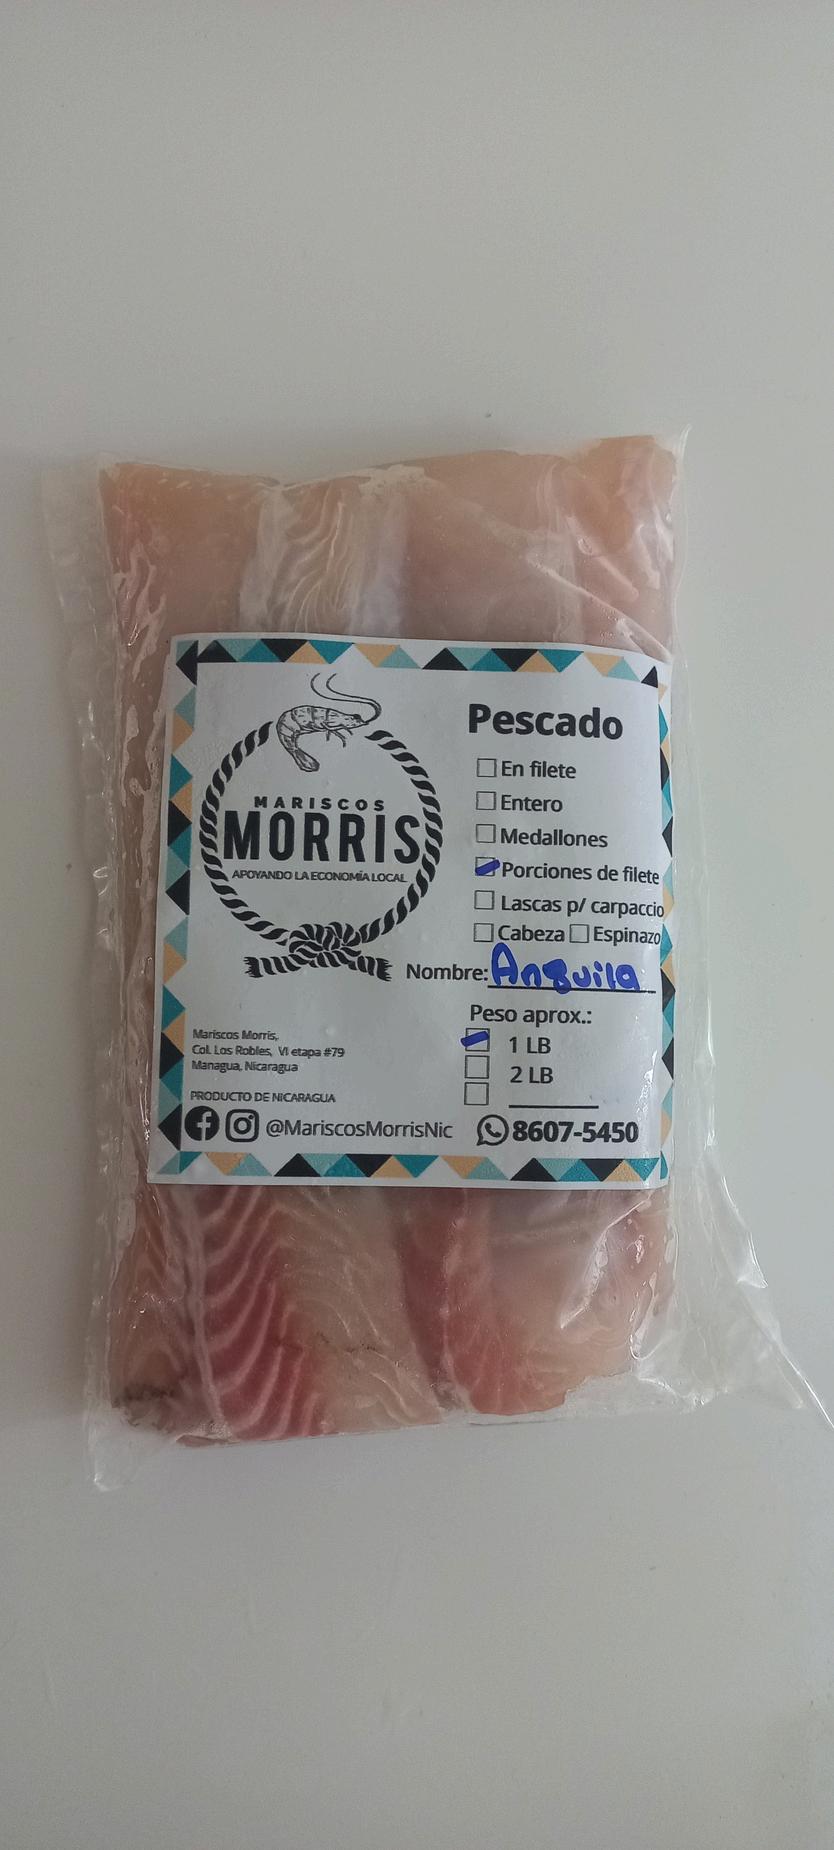 MARISCOS
MORRIS
APOYANDO LA ECONOMÍA LOCAL
Pescado
En filete
Entero
Medallones
Porciones de filete
Lascas p/ carpaccio
Cabeza Espinazo
Nombre: Anguila
Peso aprox.:
1 LB
2 LB
Mariscos Morris,
Col. Los Robles, VI etapa #79
Managua, Nicaragua
PRODUCTO DE NICARAGUA
@MariscosMorrisNic
8607-5450